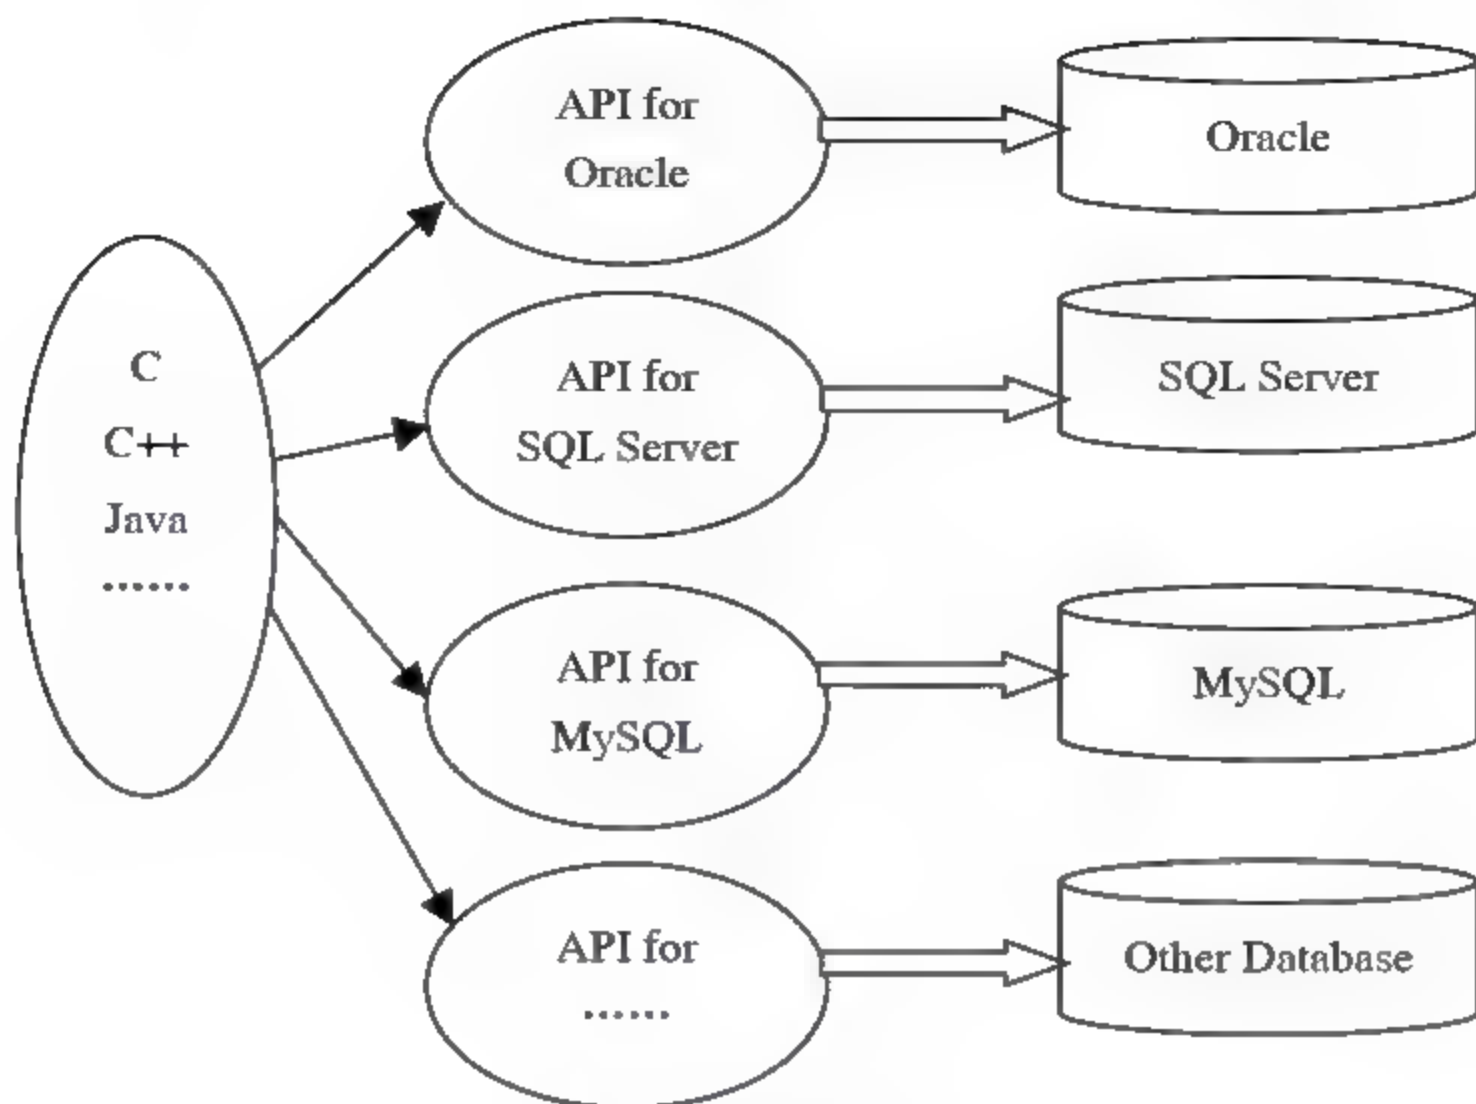 API for
Oracle
Oracle
C
C++
Java
......
API for
SQL Server
SQL Server
API for
MySQL
MySQL
API for
......
Other Database